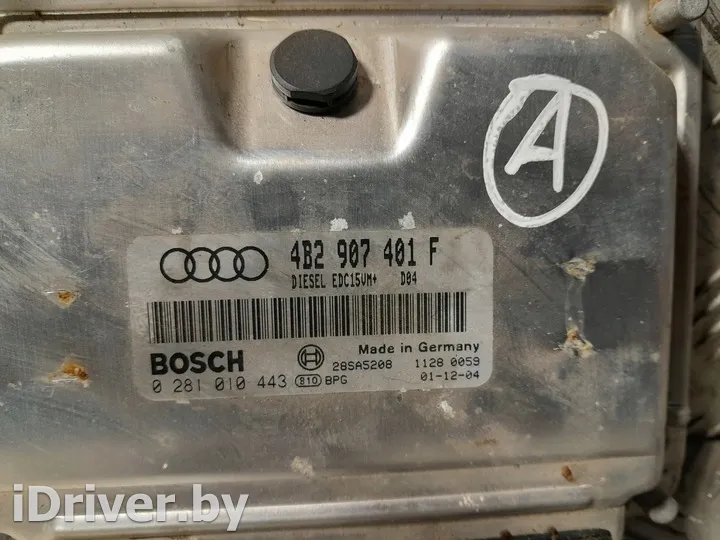 A
4B2 907 401 F
DIESEL EDC15VM+ D04
BOSCH
Made in Germany
28SA5208 1128 0059
0 281 010 443 810 BPG 01-12-04
iDriver.by